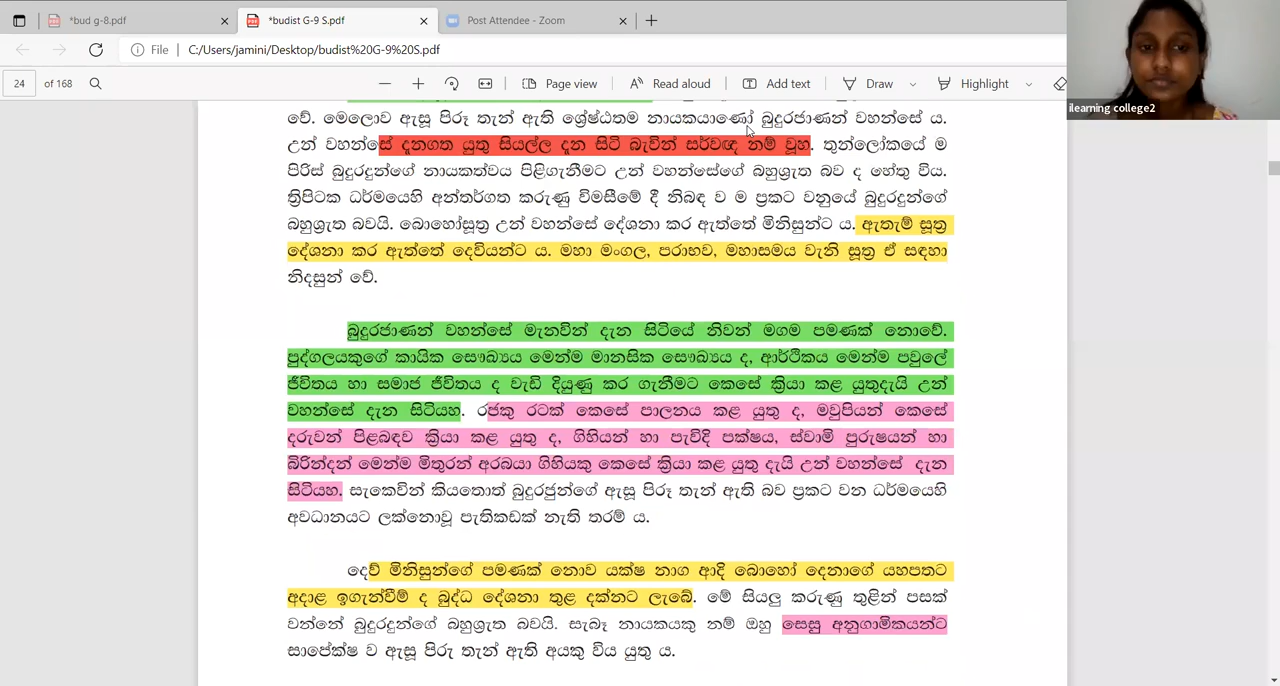 *bud g-8.pdf
*budist G-9 S.pdf
Post Attendee - Zoom
File
C:/Users/jamini/Desktop/budist%20G-9%20S.pdf
24 of 168
Page view
Read aloud
Add text
Draw
Highlight
ilearning college2
වේ. මෙලොව ඇසූ පිරූ තැන් ඇති ශ්‍රේෂ්ඨතම නායකයාණෝ බුදුරජාණන් වහන්සේ ය.
උන් වහන්සේ දැනගත යුතු සියල්ල දැන සිටි බැවින් සර්වඥ නම් වූහ. තුන්ලෝකයේ ම
පිරිස් බුදුරදුන්ගේ නායකත්වය පිළිගැනීමට උන් වහන්සේගේ බහුශ්‍රැත බව ද හේතු විය.
ත්‍රිපිටක ධර්මයෙහි අන්තර්ගත කරුණු විමසීමේ දී නිබඳ ව ම ප්‍රකට වනුයේ බුදුරදුන්ගේ
බහුශ්‍රැත බවයි. බොහෝසූත්‍ර උන් වහන්සේ දේශනා කර ඇත්තේ මිනිසුන්ට ය. ඇතැම් සූත්‍ර
දේශනා කර ඇත්තේ දෙවියන්ට ය. මහා මංගල, පරාභව, මහාසමය වැනි සූත්‍ර ඒ සඳහා
නිදසුන් වේ.
බුදුරජාණන් වහන්සේ මැනවින් දැන සිටියේ නිවන් මගම පමණක් නොවේ.
පුද්ගලයකුගේ කායික සෞඛ්‍යය මෙන්ම මානසික සෞඛ්‍යය ද, ආර්ථිකය මෙන්ම පවුලේ
ජීවිතය හා සමාජ ජීවිතය ද වැඩි දියුණු කර ගැනීමට කෙසේ ක්‍රියා කළ යුතුදැයි උන්
වහන්සේ දැන සිටියහ. රජකු රටක් කෙසේ පාලනය කළ යුතු ද, මවුපියන් කෙසේ
දරුවන් පිළබඳව ක්‍රියා කළ යුතු ද, ගිහියන් හා පැවිදි පක්ෂය, ස්වාමි පුරුෂයන් හා
බිරින්දන් මෙන්ම මිතුරන් අරබයා ගිහියකු කෙසේ ක්‍රියා කළ යුතු දැයි උන් වහන්සේ දැන
සිටියහ. සැකෙවින් කියතොත් බුදුරජුන්ගේ ඇසූ පිරූ තැන් ඇති බව ප්‍රකට වන ධර්මයෙහි
අවධානයට ලක්නොවූ පැතිකඩක් නැති තරම් ය.
දෙව් මිනිසුන්ගේ පමණක් නොව යක්ෂ නාග ආදි බොහෝ දෙනාගේ යහපතට
අදාළ ඉගැන්වීම් ද බුද්ධ දේශනා තුළ දක්නට ලැබේ. මේ සියලු කරුණු තුළින් පසක්
වන්නේ බුදුරදුන්ගේ බහුශ්‍රැත බවයි. සැබෑ නායකයකු නම් ඔහු සෙසු අනුගාමිකයන්ට
සාපේක්ෂ ව ඇසූ පිරූ තැන් ඇති අයකු විය යුතු ය.